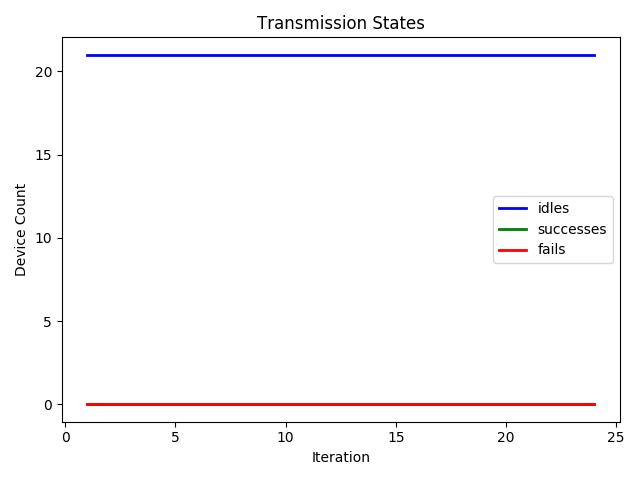 Transmission States
Device Count
20
15
10
5
0
idles
successes
fails
0 5 10 15 20 25
Iteration